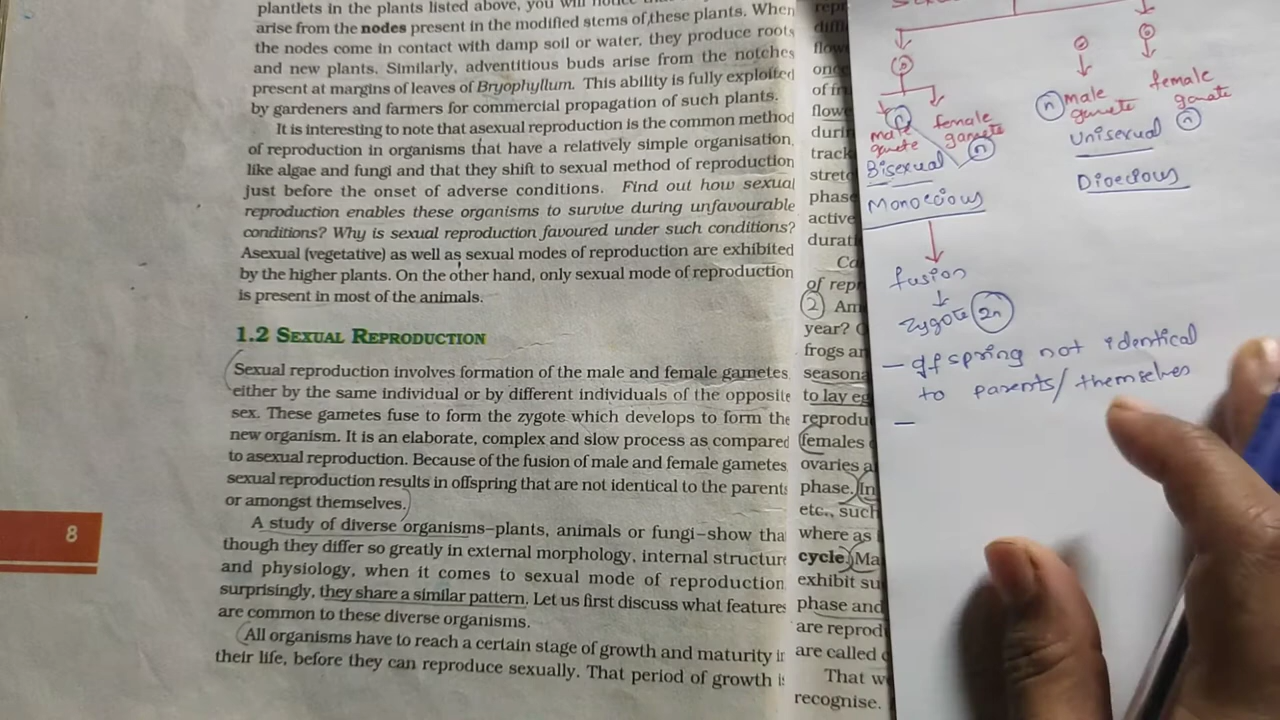 plantlets in the plants listed above, you will
arise from the nodes present in the modified stems of these plants. When
the nodes come in contact with damp soil or water, they produce roots
and new plants. Similarly, adventitious buds arise from the notches
present at margins of leaves of Bryophyllum. This ability is fully exploited
by gardeners and farmers for commercial propagation of such plants.
It is interesting to note that asexual reproduction is the common method
of reproduction in organisms that have a relatively simple organisation,
like algae and fungi and that they shift to sexual method of reproduction
just before the onset of adverse conditions. Find out how sexual
reproduction enables these organisms to survive during unfavourable
conditions? Why is sexual reproduction favoured under such conditions?
Asexual (vegetative) as well as sexual modes of reproduction are exhibited
by the higher plants. On the other hand, only sexual mode of reproduction
is present in most of the animals.
1.2 SEXUAL REPRODUCTION
Sexual reproduction involves formation of the male and female gametes,
either by the same individual or by different individuals of the opposite
sex. These gametes fuse to form the zygote which develops to form the
new organism. It is an elaborate, complex and slow process as compared
to asexual reproduction. Because of the fusion of male and female gametes,
sexual reproduction results in offspring that are not identical to the parents
or amongst themselves.
A study of diverse organisms–plants, animals or fungi–show tha
though they differ so greatly in external morphology, internal structure
and physiology, when it comes to sexual mode of reproduction
surprisingly, they share a similar pattern. Let us first discuss what features
are common to these diverse organisms.
All organisms have to reach a certain stage of growth and maturity in
their life, before they can reproduce sexually. That period of growth is
8
repr
diffe
flow
once
of fr
flowe
durin
track
stret
phase
active
durati
Ca
of repr
2 Am
year? O
frogs an
seasona
to lay eg
reprodu
females
ovaries a
phase. In
etc., such
where as
cycle. Ma
exhibit su
phase and
are reprod
are called
That w
recognise.
male gamete n
female gamete n
Bisexual
Monoecious
n male gamete
female gamete n
Unisexual
Dioecious
fusion
Zygote 2n
– offspring not identical
to parents/themselves
–